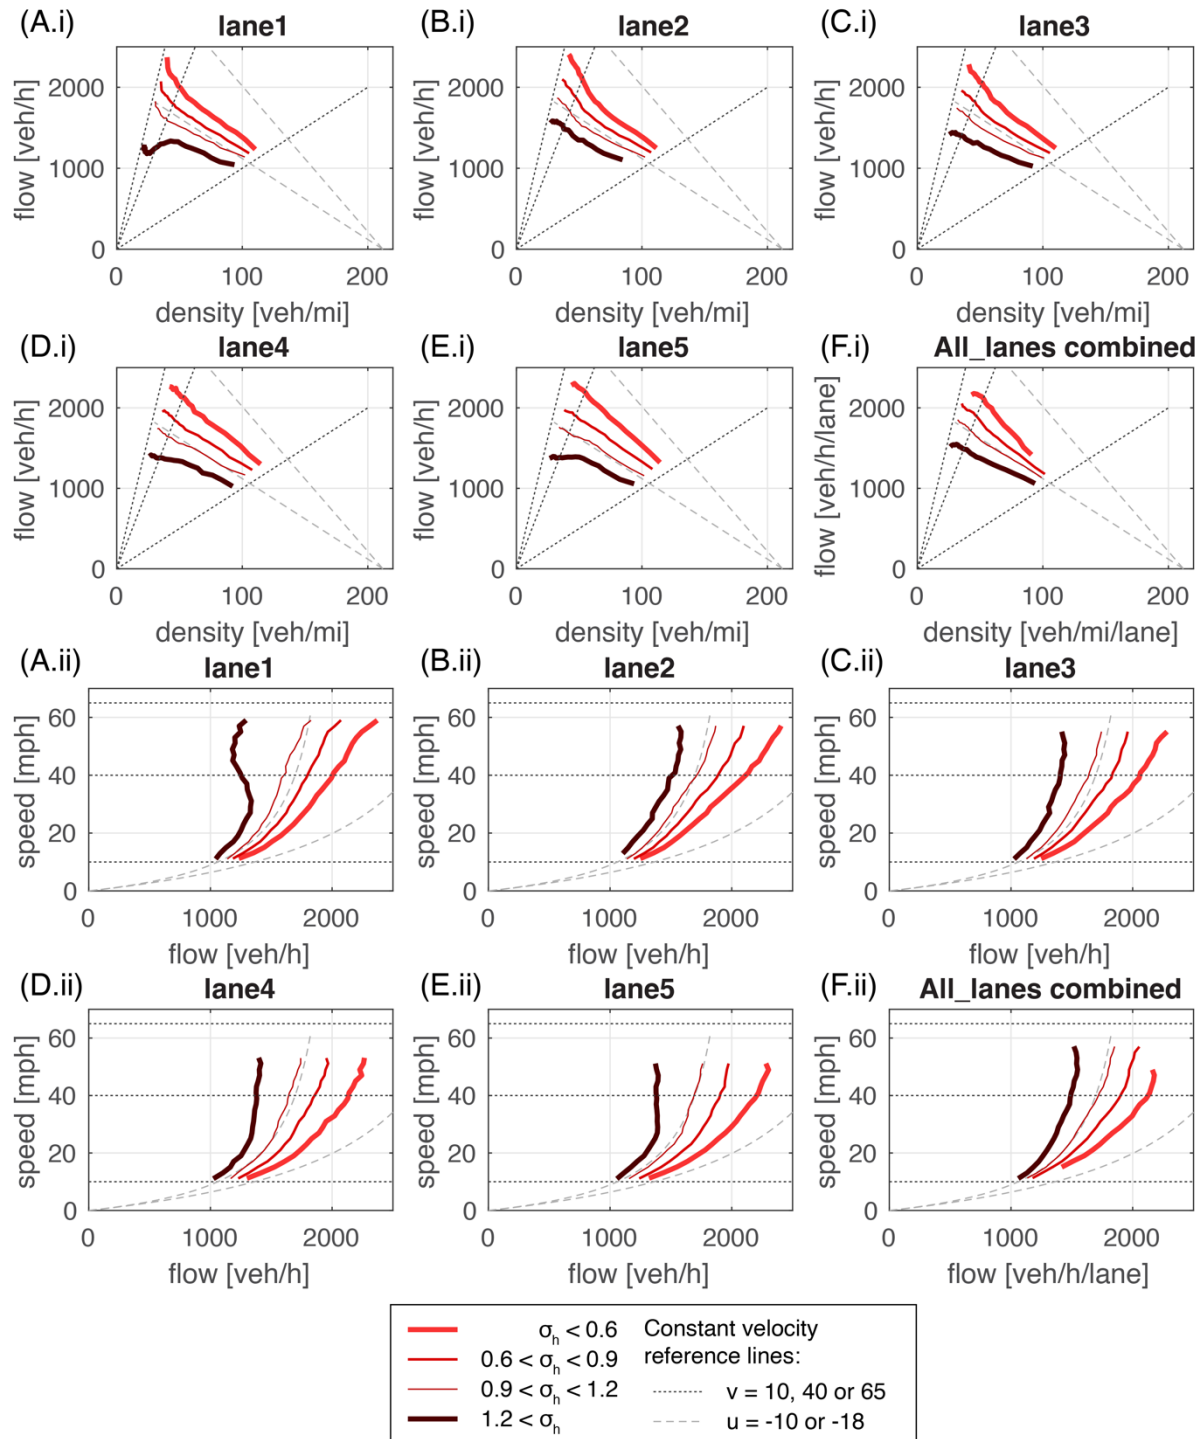 (A.i) lane1
(B.i) lane2
(C.i) lane3
flow [veh/h]
2000
1000
0
0 100 200
density [veh/mi]
flow [veh/h]
2000
1000
0
0 100 200
density [veh/mi]
flow [veh/h]
2000
1000
0
0 100 200
density [veh/mi]
(D.i) lane4
(E.i) lane5
(F.i) All_lanes combined
flow [veh/h]
2000
1000
0
0 100 200
density [veh/mi]
flow [veh/h]
2000
1000
0
0 100 200
density [veh/mi]
flow [veh/h/lane]
2000
1000
0
0 100 200
density [veh/mi/lane]
(A.ii) lane1
(B.ii) lane2
(C.ii) lane3
speed [mph]
60
40
20
0
0 1000 2000
flow [veh/h]
speed [mph]
60
40
20
0
0 1000 2000
flow [veh/h]
speed [mph]
60
40
20
0
0 1000 2000
flow [veh/h]
(D.ii) lane4
(E.ii) lane5
(F.ii) All_lanes combined
speed [mph]
60
40
20
0
0 1000 2000
flow [veh/h]
speed [mph]
60
40
20
0
0 1000 2000
flow [veh/h]
speed [mph]
60
40
20
0
0 1000 2000
flow [veh/h/lane]
σh < 0.6
0.6 < σh < 0.9
0.9 < σh < 1.2
1.2 < σh
Constant velocity
reference lines:
v = 10, 40 or 65
u = -10 or -18